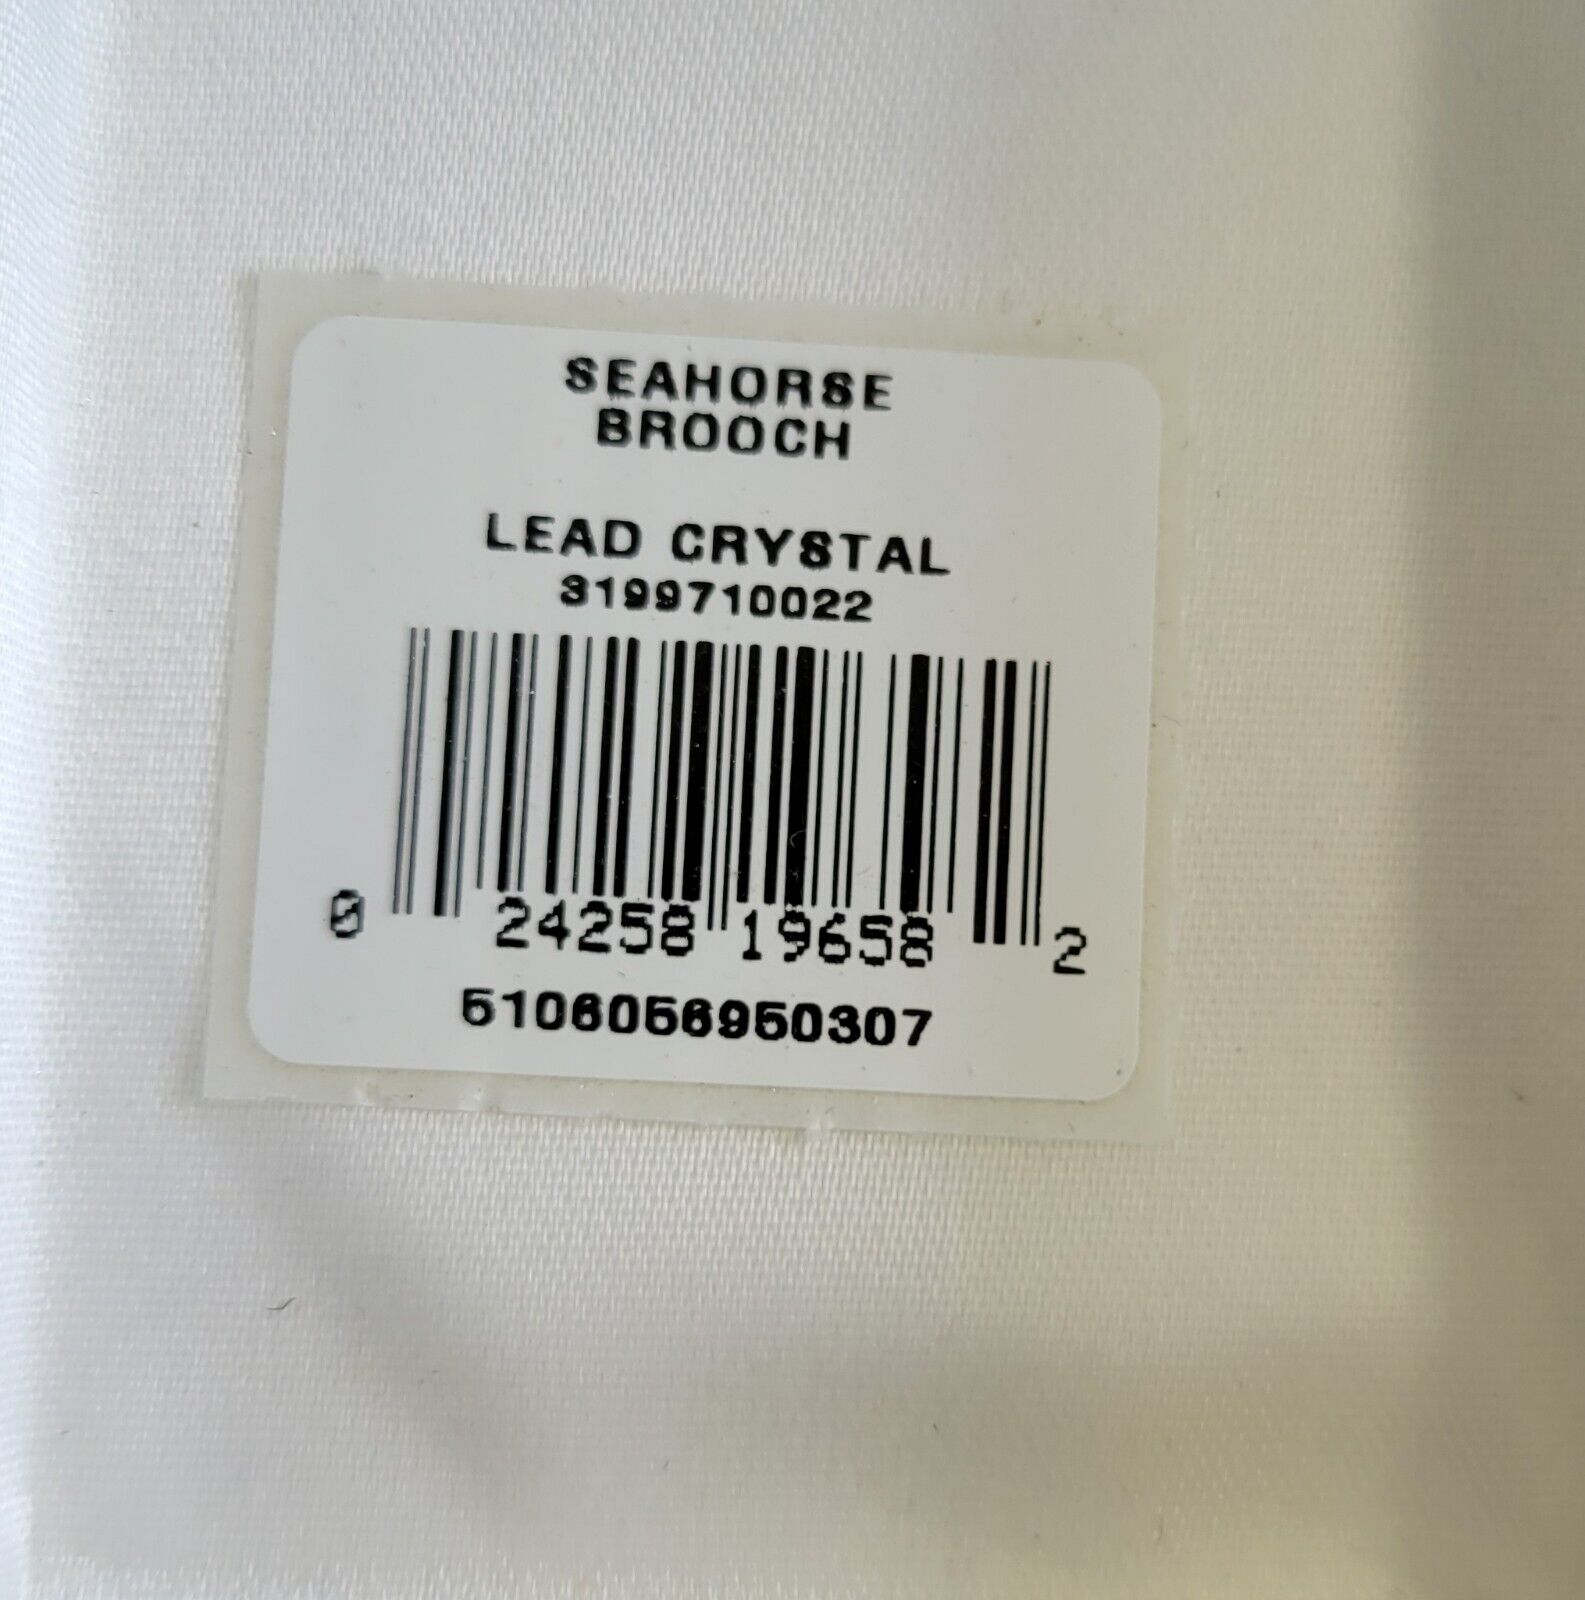 SEAHORSE
BROOCH
LEAD CRYSTAL
3199710022
0 24258 19658 2
5106056950307